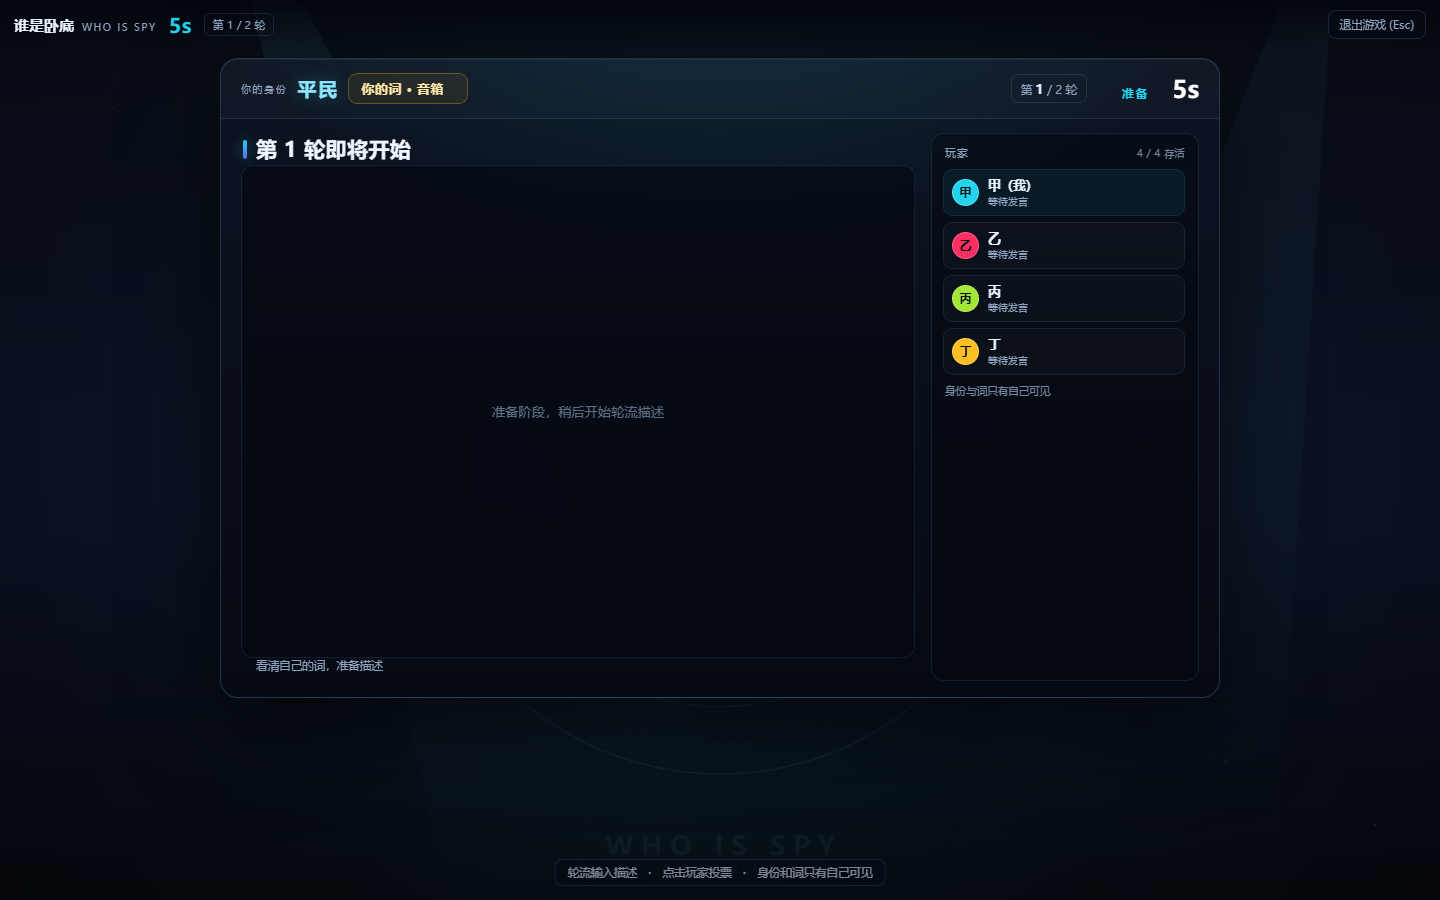 谁是卧底 WHO IS SPY 5s 第 1 / 2 轮
退出游戏 (Esc)
你的身份 平民 你的词 • 音箱
第 1 / 2 轮 准备 5s
第 1 轮即将开始
准备阶段，稍后开始轮流描述
看清自己的词，准备描述
玩家 4 / 4 存活
甲 甲 (我)
等待发言
乙 乙
等待发言
丙 丙
等待发言
丁 丁
等待发言
身份与词只有自己可见
WHO IS SPY
轮流输入描述 · 点击玩家投票 · 身份和词只有自己可见